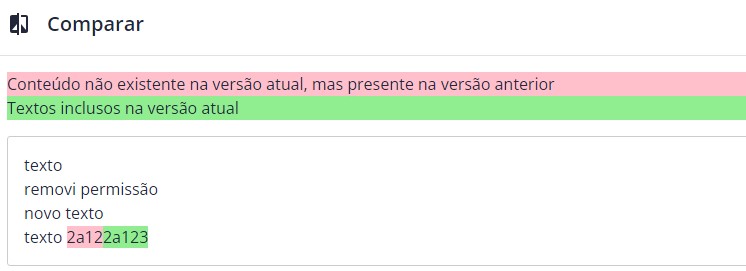 Comparar
Conteúdo não existente na versão atual, mas presente na versão anterior
Textos inclusos na versão atual
texto
removi permissão
novo texto
texto 2a122a123